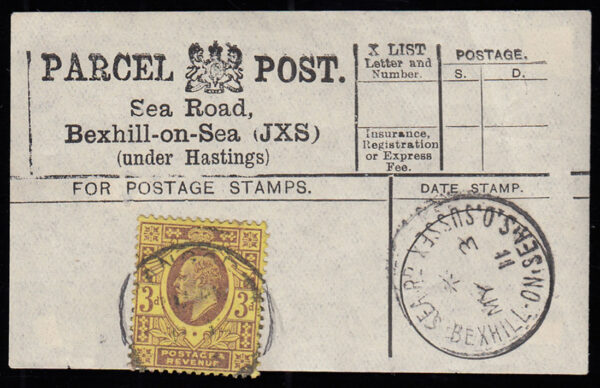 PARCEL POST.
Sea Road,
Bexhill-on-Sea (JXS)
(under Hastings)
X LIST
Letter and
Number.
POSTAGE.
S. D.
Insurance,
Registration
or Express
Fee.
FOR POSTAGE STAMPS.
DATE STAMP.
3d 3d
POSTAGE &
REVENUE
SEA RD
BEXHILL-ON-SEA
S.O. SUSSEX
3
MY
11